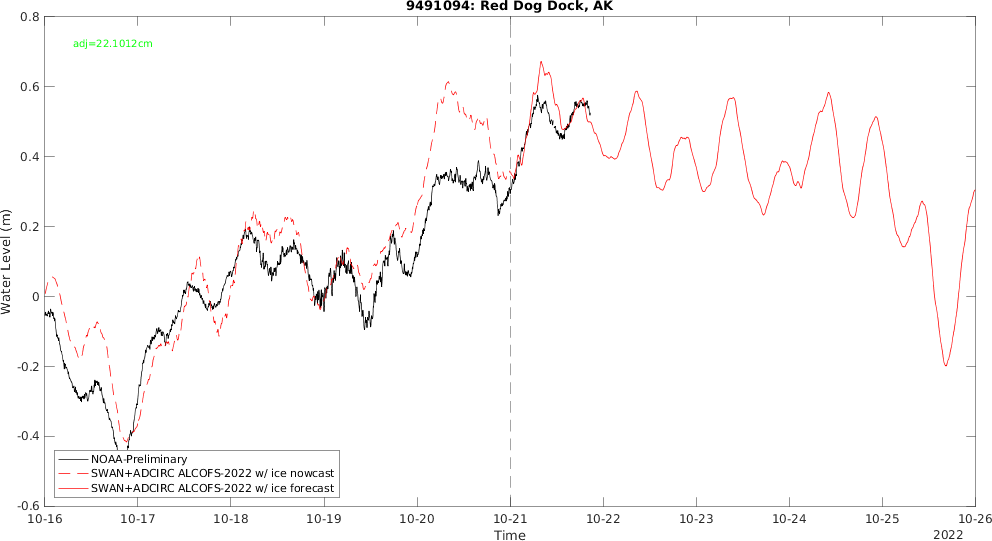 9491094: Red Dog Dock, AK
adj=22.1012cm
Water Level (m)
0.8
0.6
0.4
0.2
0
-0.2
-0.4
-0.6
NOAA-Preliminary
SWAN+ADCIRC ALCOFS-2022 w/ ice nowcast
SWAN+ADCIRC ALCOFS-2022 w/ ice forecast
10-16 10-17 10-18 10-19 10-20 10-21 10-22 10-23 10-24 10-25 10-26
Time
2022